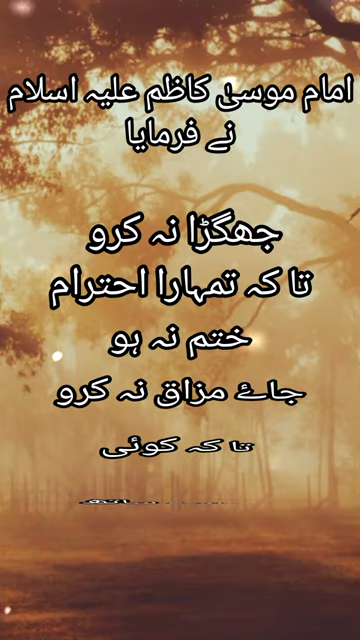 امام موسیٰ کاظم علیہ اسلام
نے فرمایا
جھگڑا نہ کرو
تا کہ تمہارا احترام
ختم نہ ہو
جاۓ مزاق نہ کرو
تا کہ کوئی